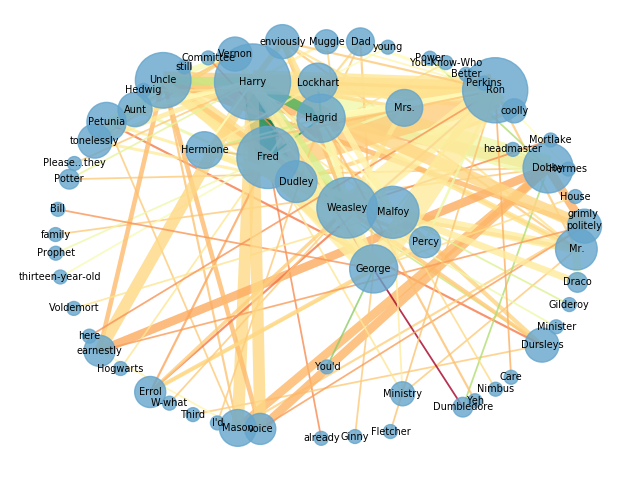 enviously
Muggle
Dad
young
Committee
Vernon
still
Power
You-Know-Who
Better
Uncle
Harry
Lockhart
Perkins
Ron
Hedwig
Aunt
Hagrid
Mrs.
coolly
Petunia
tonelessly
Hermione
Fred
headmaster
Mortlake
Please...they
Potter
Dudley
Dobby
Hermes
House
Bill
Weasley
Malfoy
grimly
politely
family
Percy
Prophet
Mr.
thirteen-year-old
George
Draco
Voldemort
Gilderoy
here
Minister
earnestly
Dursleys
Hogwarts
You'd
Care
Errol
Ministry
Nimbus
W-what
Yeh
Dumbledore
Third
I'd
Mason
voice
already
Ginny
Fletcher